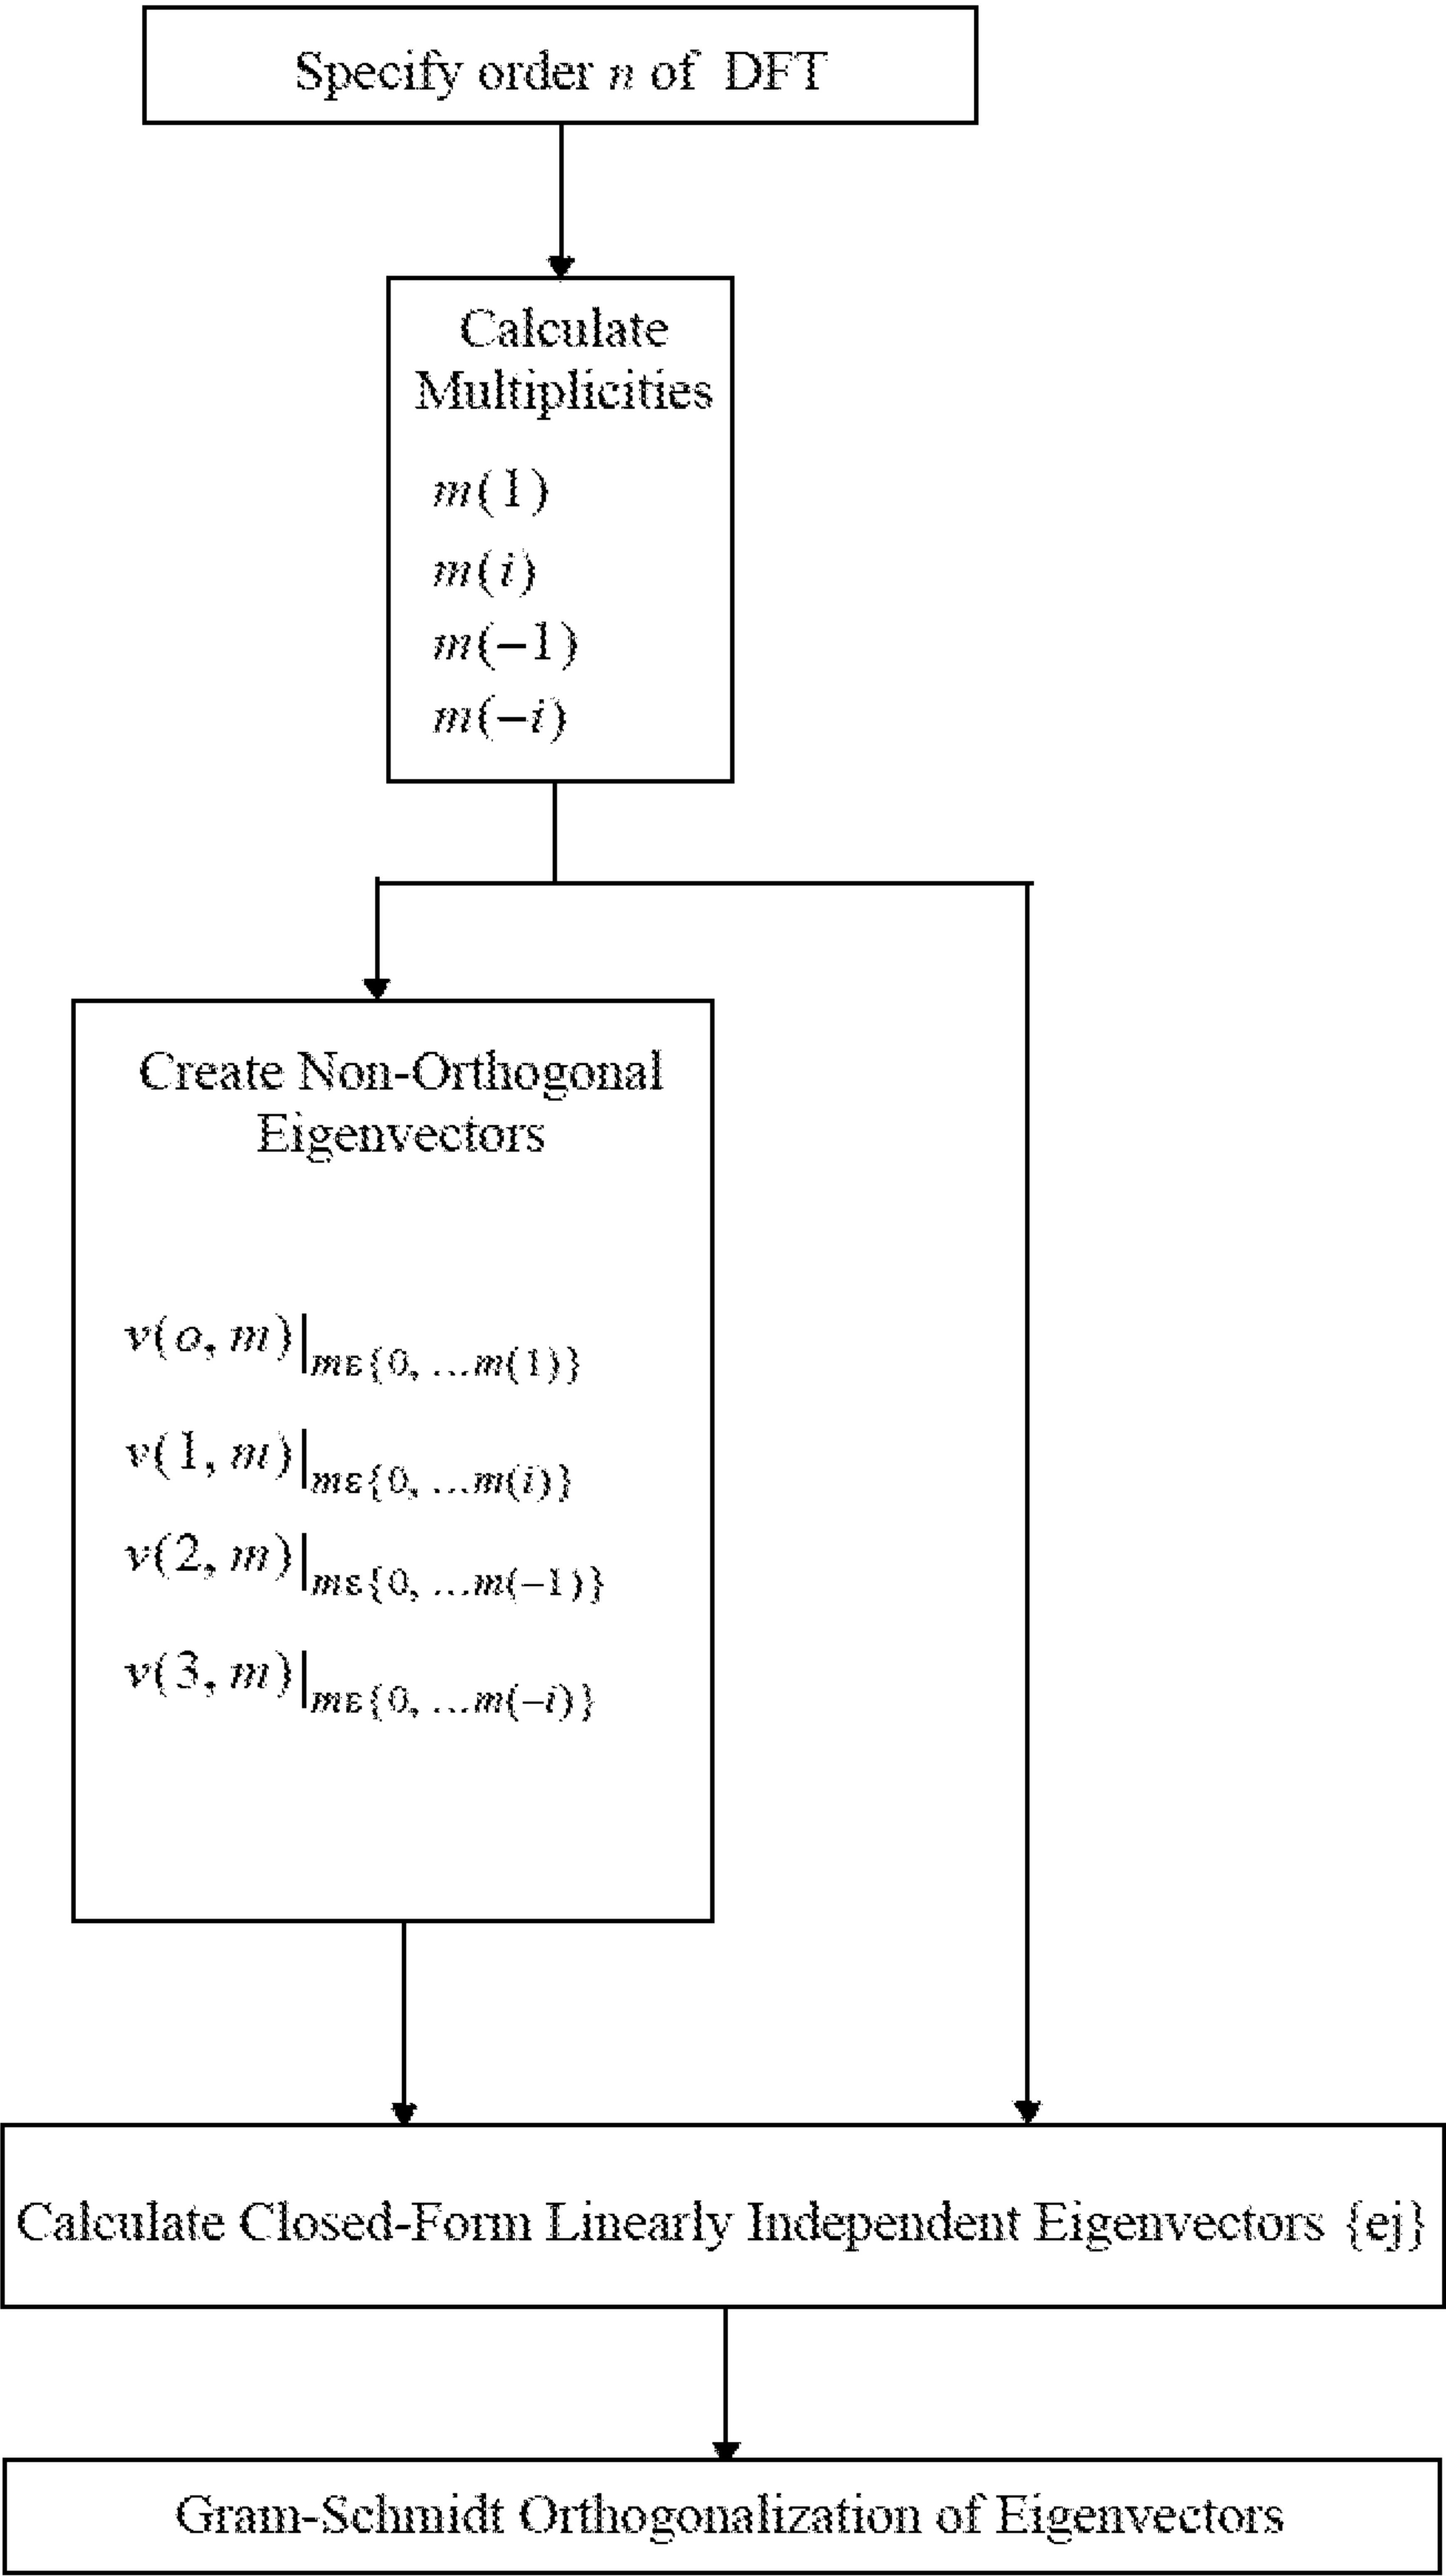 Specify order n of DFT
Calculate
Multiplicities
m(1)
m(i)
m(−1)
m(−i)
Create Non-Orthogonal
Eigenvectors
v(o, m)|mε{0, ...m(1)}
v(1, m)|mε{0, ...m(i)}
v(2, m)|mε{0, ...m(−1)}
v(3, m)|mε{0, ...m(−i)}
Calculate Closed-Form Linearly Independent Eigenvectors {ej}
Gram-Schmidt Orthogonalization of Eigenvectors